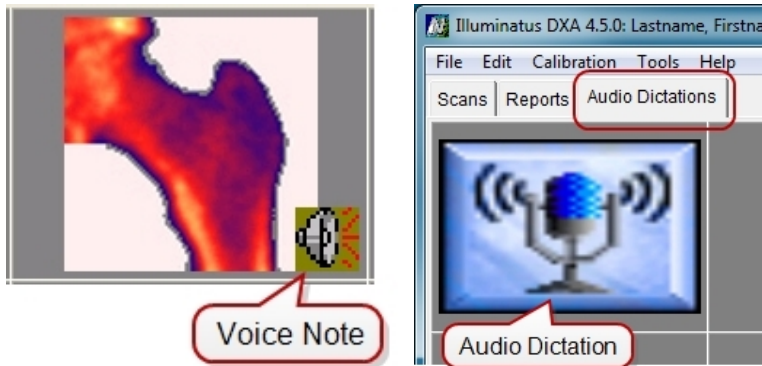 Voice Note
Illuminatus DXA 4.5.0: Lastname, Firstna
File Edit Calibration Tools Help
Scans Reports Audio Dictations
Audio Dictation